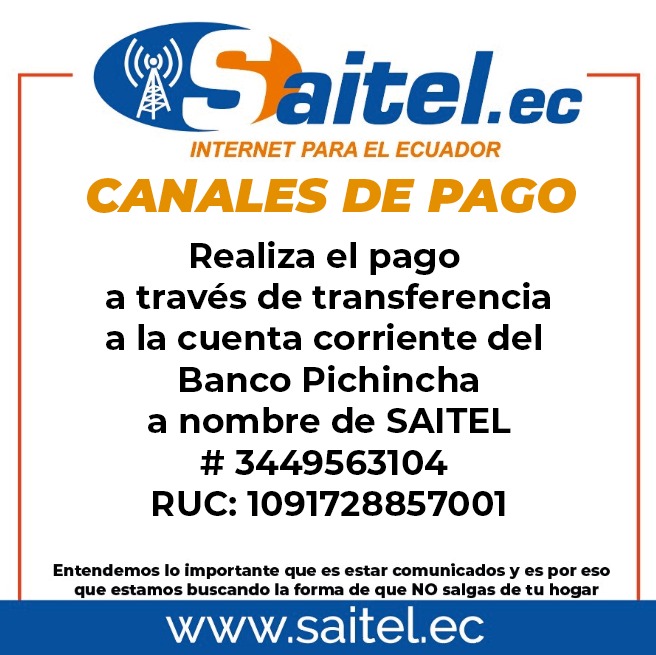 Saitel.ec
INTERNET PARA EL ECUADOR
CANALES DE PAGO
Realiza el pago
a través de transferencia
a la cuenta corriente del
Banco Pichincha
a nombre de SAITEL
# 3449563104
RUC: 1091728857001
Entendemos lo importante que es estar comunicados y es por eso
que estamos buscando la forma de que NO salgas de tu hogar
www.saitel.ec